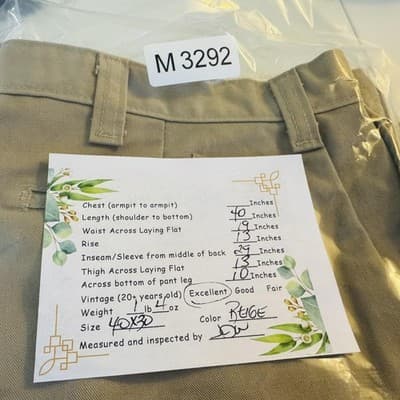 M 3292
Chest (armpit to armpit) Inches
Length (shoulder to bottom) 40 Inches
Waist Across Laying Flat 19 Inches
Rise 13 Inches
Inseam/Sleeve from middle of back 29 Inches
Thigh Across Laying Flat 13 Inches
Across bottom of pant leg 10 Inches
Vintage (20+ years old) Excellent Good Fair
Weight 1 lb 4 oz
Size 40x30 Color BEIGE
Measured and inspected by